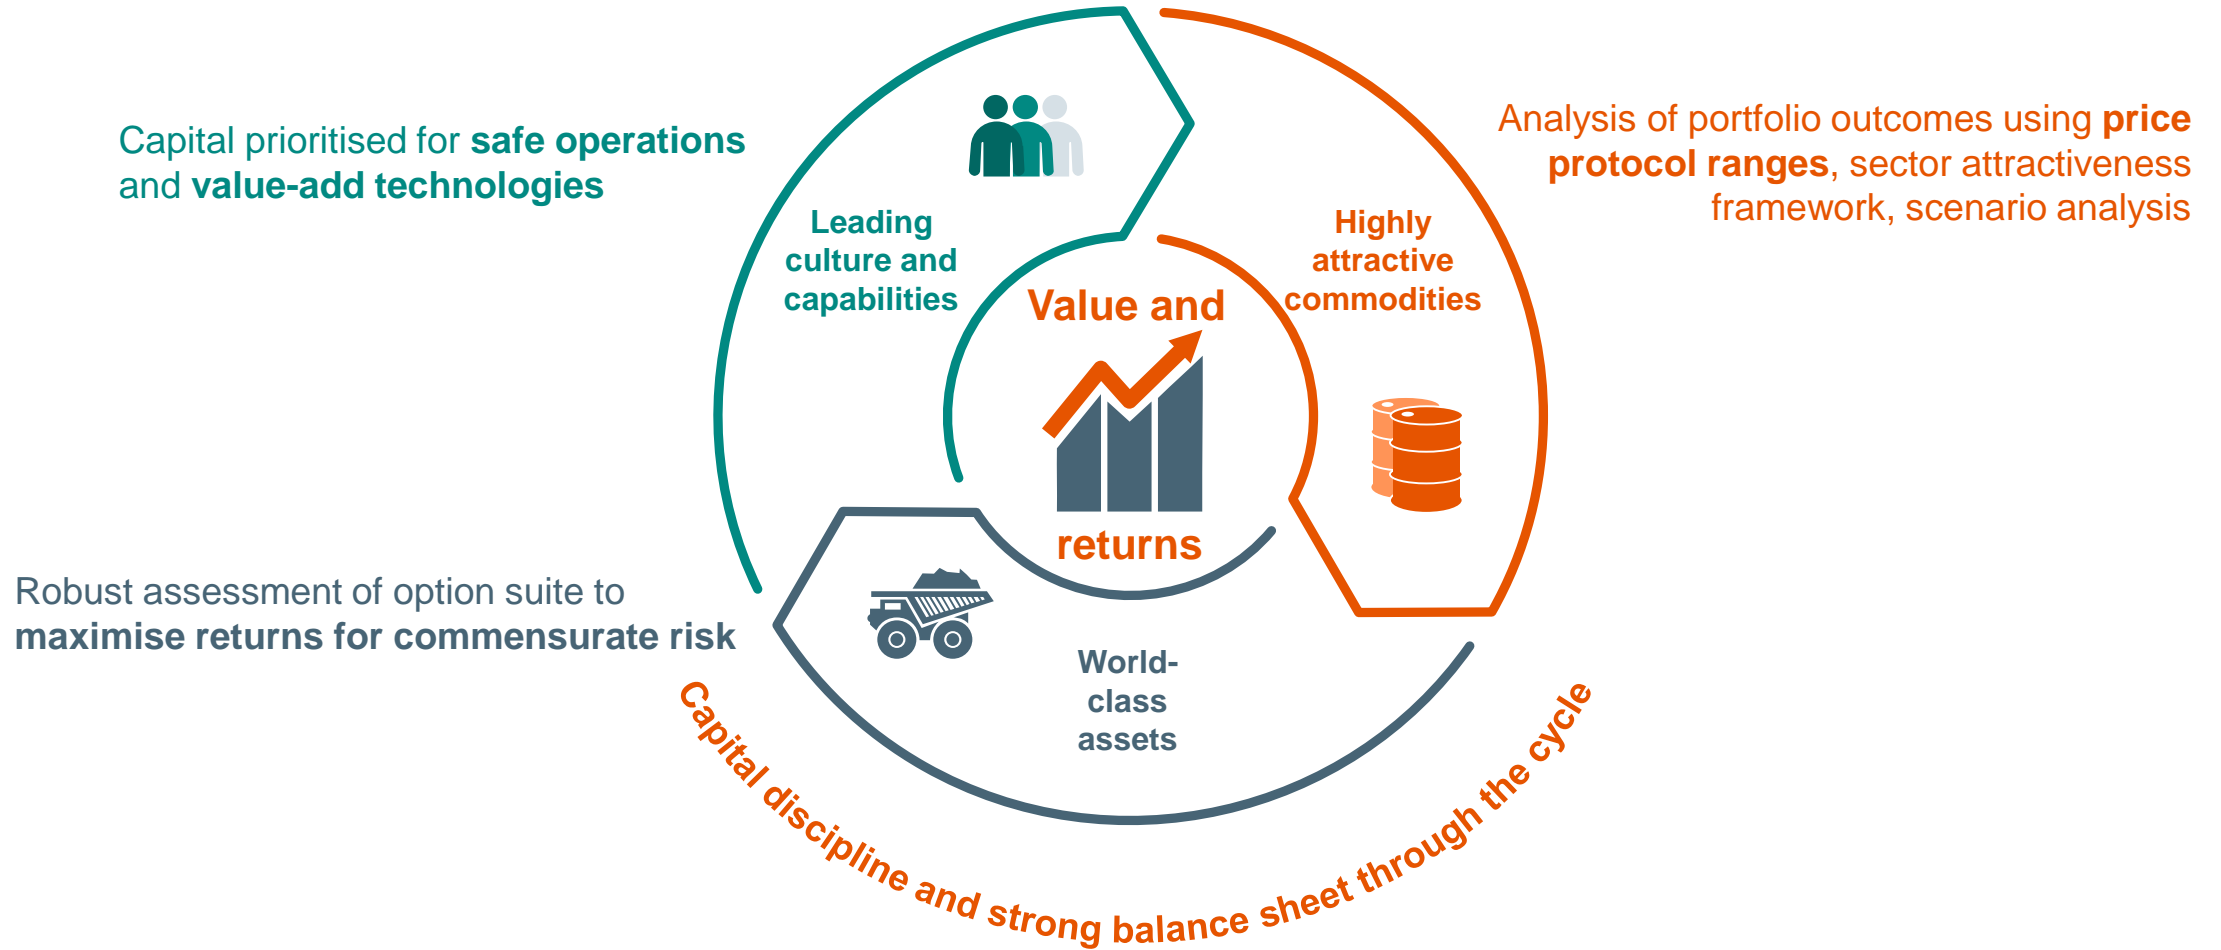 Capital prioritised for safe operations
and value-add technologies
Analysis of portfolio outcomes using price
protocol ranges, sector attractiveness
framework, scenario analysis
Leading
culture and
capabilities
Highly
attractive
commodities
Value and
returns
Robust assessment of option suite to
maximise returns for commensurate risk
World-
class
assets
Capital discipline and strong balance sheet through the cycle